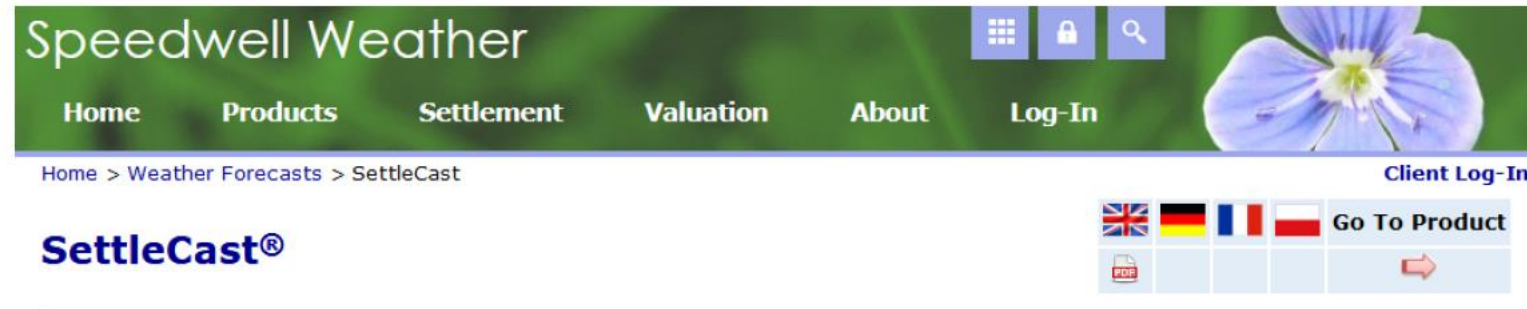 Speedwell Weather
Home Products Settlement Valuation About Log-In
Home > Weather Forecasts > SettleCast Client Log-In
SettleCast® Go To Product
PDF